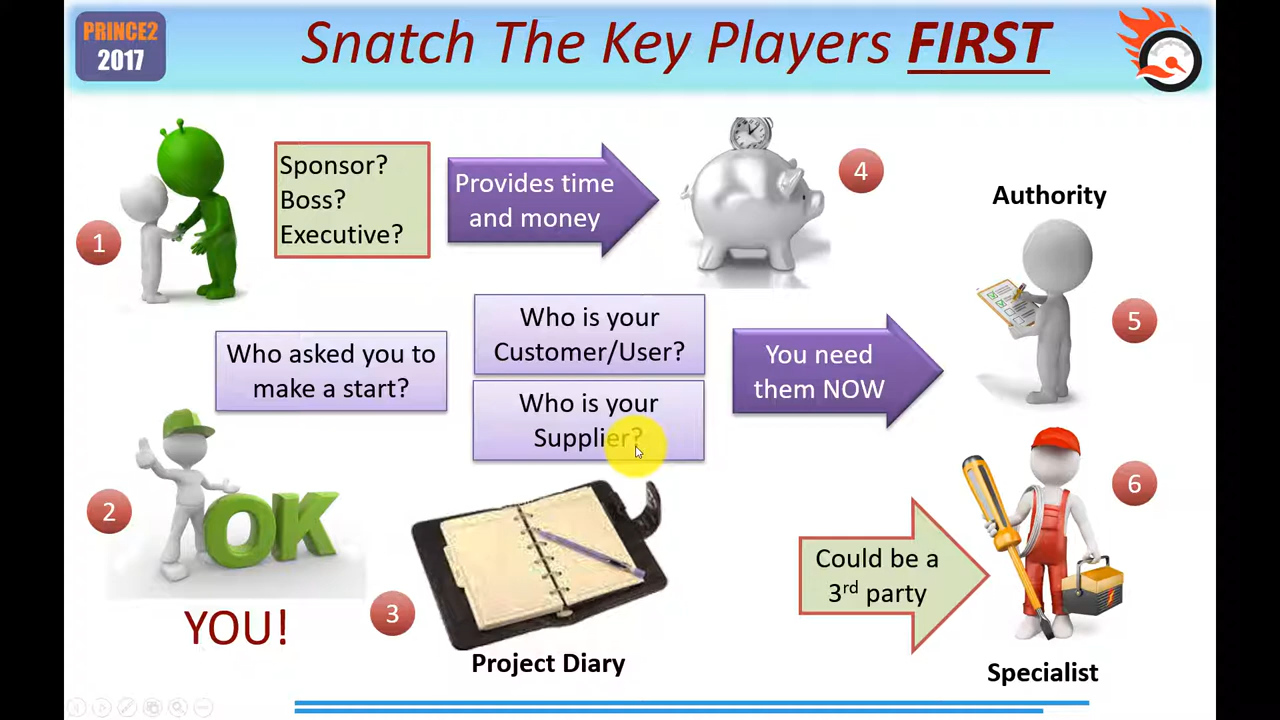 PRINCE2
2017
Snatch The Key Players FIRST
1
Sponsor?
Boss?
Executive?
Provides time
and money
4
Authority
5
Who asked you to
make a start?
Who is your
Customer/User?
Who is your
Supplier?
You need
them NOW
2
OK
YOU!
3
Project Diary
Could be a
3rd party
6
Specialist